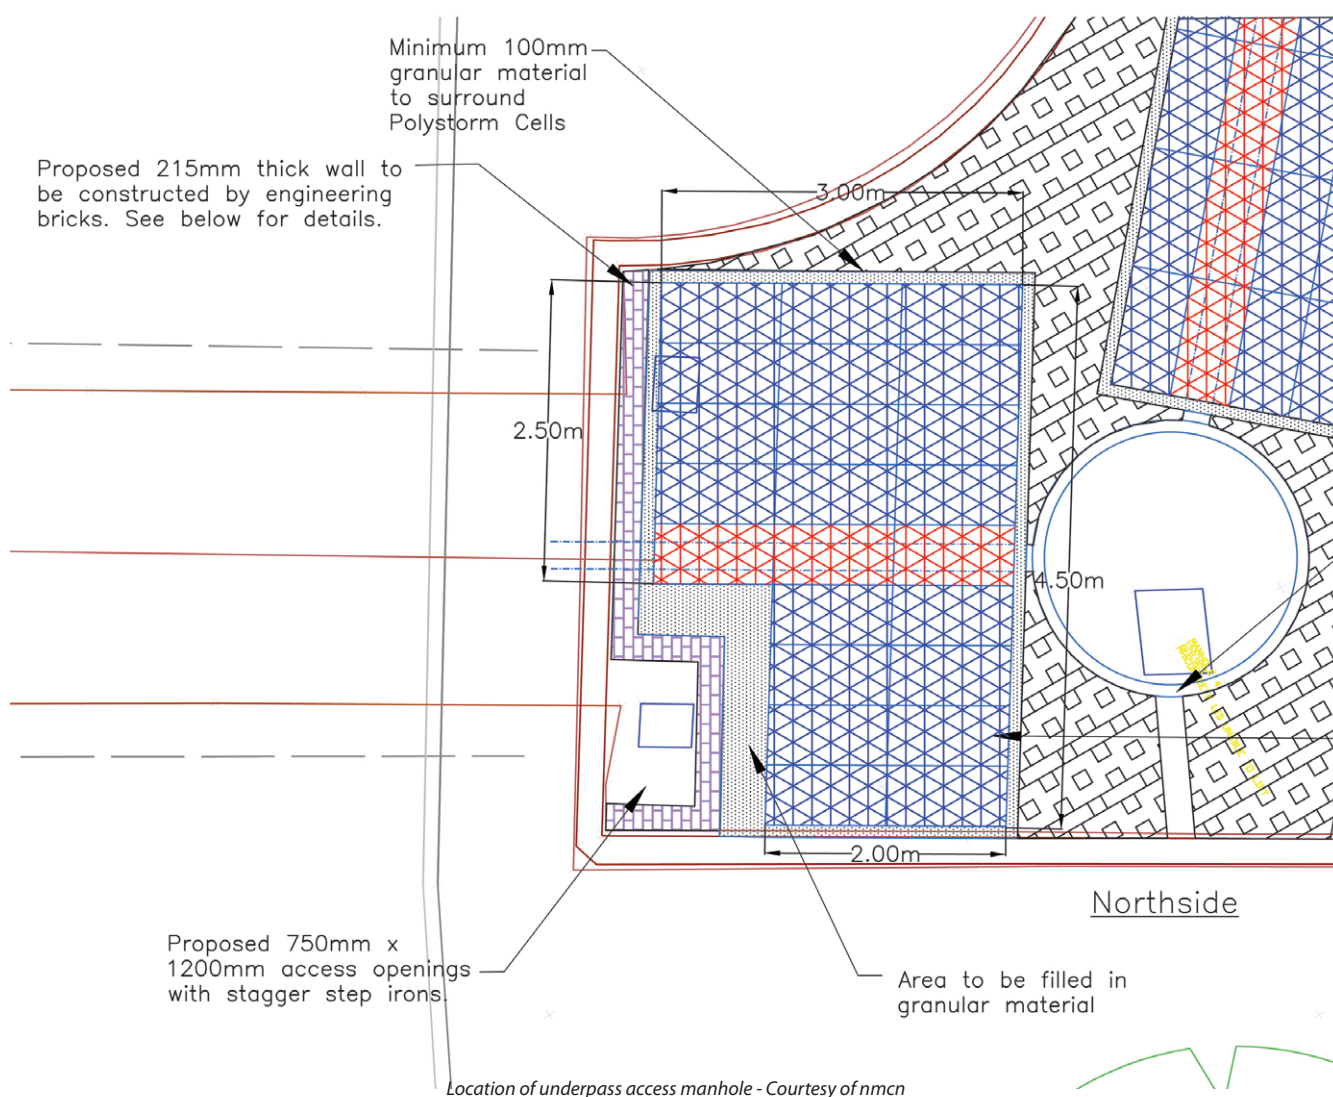 Minimum 100mm
granular material
to surround
Polystorm Cells
Proposed 215mm thick wall to
be constructed by engineering
bricks. See below for details.
3.00m
2.50m
4.50m
2.00m
Northside
Proposed 750mm x
1200mm access openings
with stagger step irons.
Area to be filled in
granular material
Location of underpass access manhole - Courtesy of nmcn